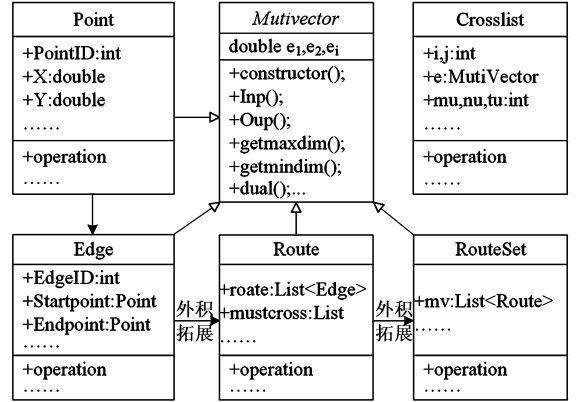 Point
+PointID:int
+X:double
+Y:double
……
+operation
……
Mutivector
double e1,e2,ei
+constructor();
+Inp();
+Oup();
+getmaxdim();
+getmindim();
+dual();...
Crosslist
+i,j:int
+e:MutiVector
+mu,nu,tu:int
……
+operation
……
Edge
+EdgeID:int
+Startpoint:Point
+Endpoint:Point
……
+operation
……
外积
拓展
Route
+roate:List<Edge>
+mustcross:List
……
+operation
……
外积
拓展
RouteSet
+mv:List<Route>
……
+operation
……